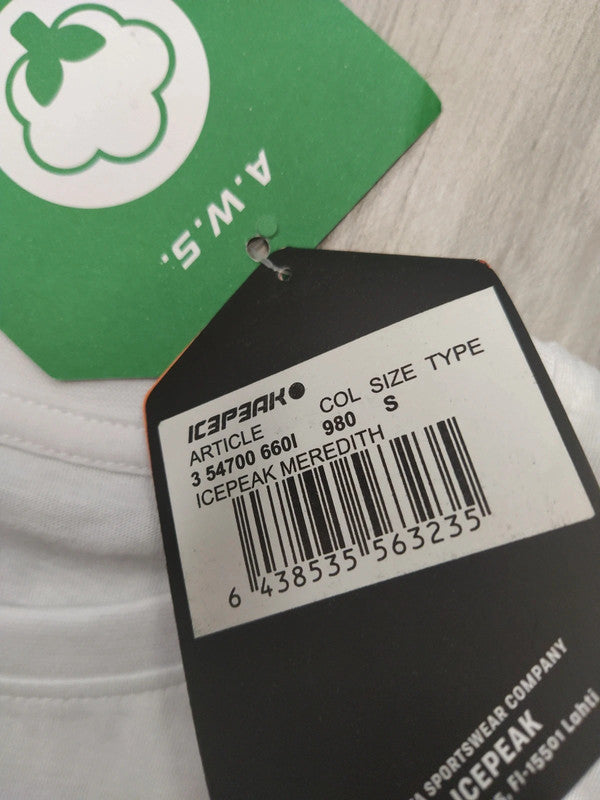 A.W.S.
ICEPEAK
ARTICLE COL SIZE TYPE
3 54700 660I 980 S
ICEPEAK MEREDITH
6 438535 563235
SPORTSWEAR COMPANY
ICEPEAK
, FI-15501 Lahti